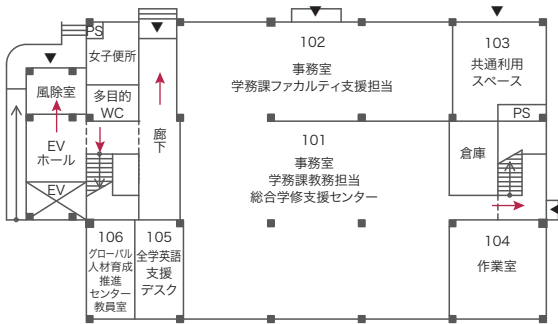 PS
女子便所
多目的
WC
風除室
EV
ホール
EV
廊下
102
事務室
学務課ファカルティ支援担当
103
共通利用
スペース
PS
101
事務室
学務課教務担当
総合学修支援センター
倉庫
106
グローバル
人材育成
推進
センター
教員室
105
全学英語
支援
デスク
104
作業室